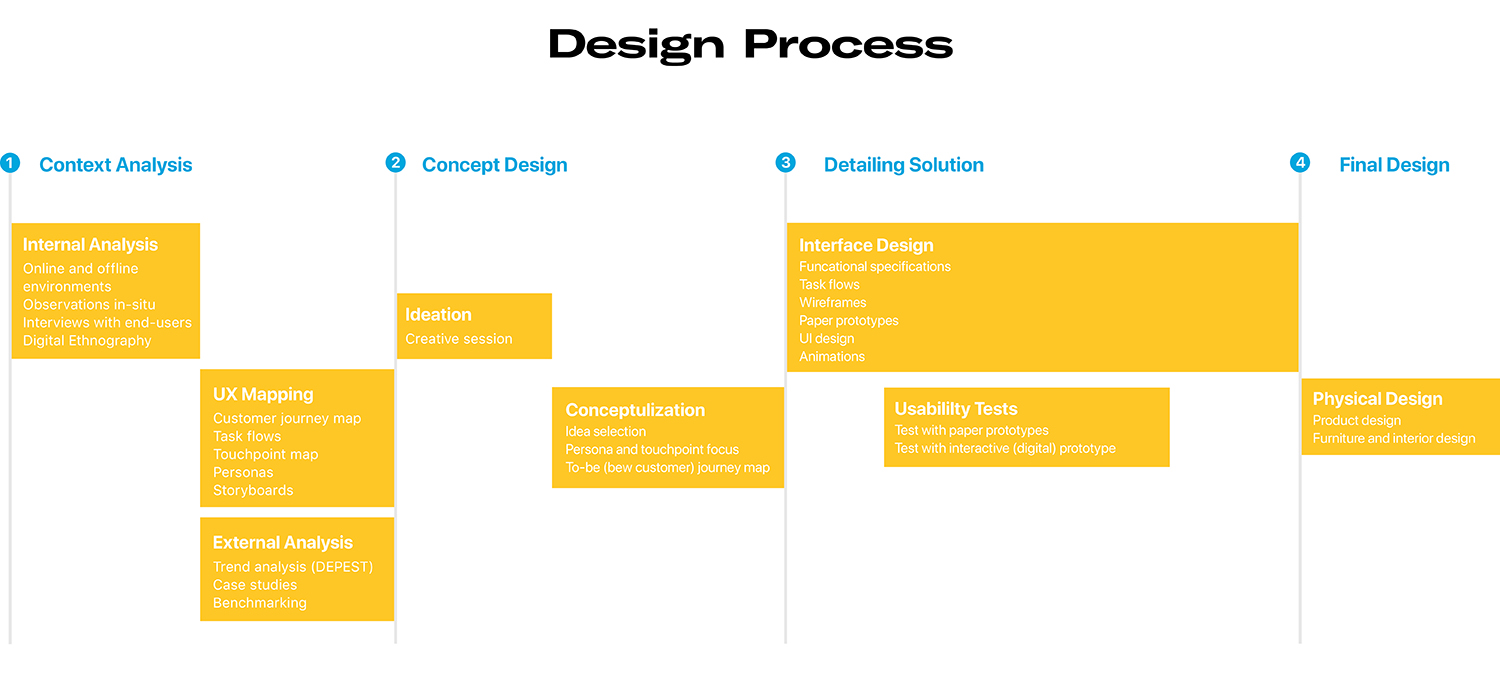 Design Process
1 Context Analysis
Internal Analysis
Online and offline
environments
Observations in-situ
Interviews with end-users
Digital Ethnography
UX Mapping
Customer journey map
Task flows
Touchpoint map
Personas
Storyboards
External Analysis
Trend analysis (DEPEST)
Case studies
Benchmarking
2 Concept Design
Ideation
Creative session
Conceptulization
Idea selection
Persona and touchpoint focus
To-be (bew customer) journey map
3 Detailing Solution
Interface Design
Funcational specifications
Task flows
Wireframes
Paper prototypes
UI design
Animations
Usabililty Tests
Test with paper prototypes
Test with interactive (digital) prototype
4 Final Design
Physical Design
Product design
Furniture and interior design